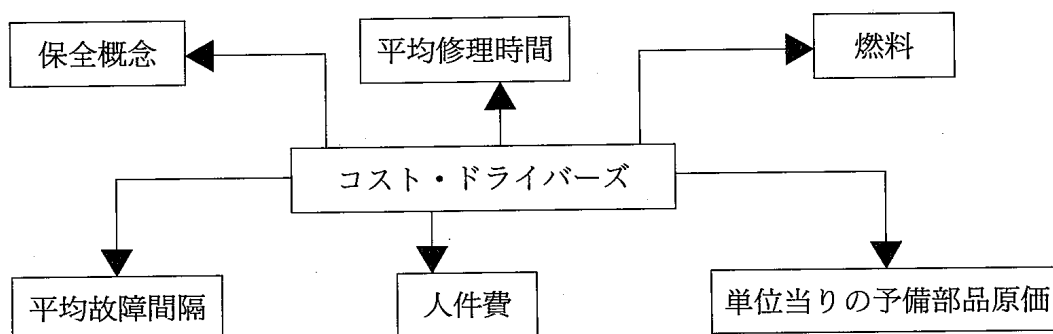 保全概念
平均修理時間
燃料
コスト・ドライバーズ
平均故障間隔
人件費
単位当りの予備部品原価